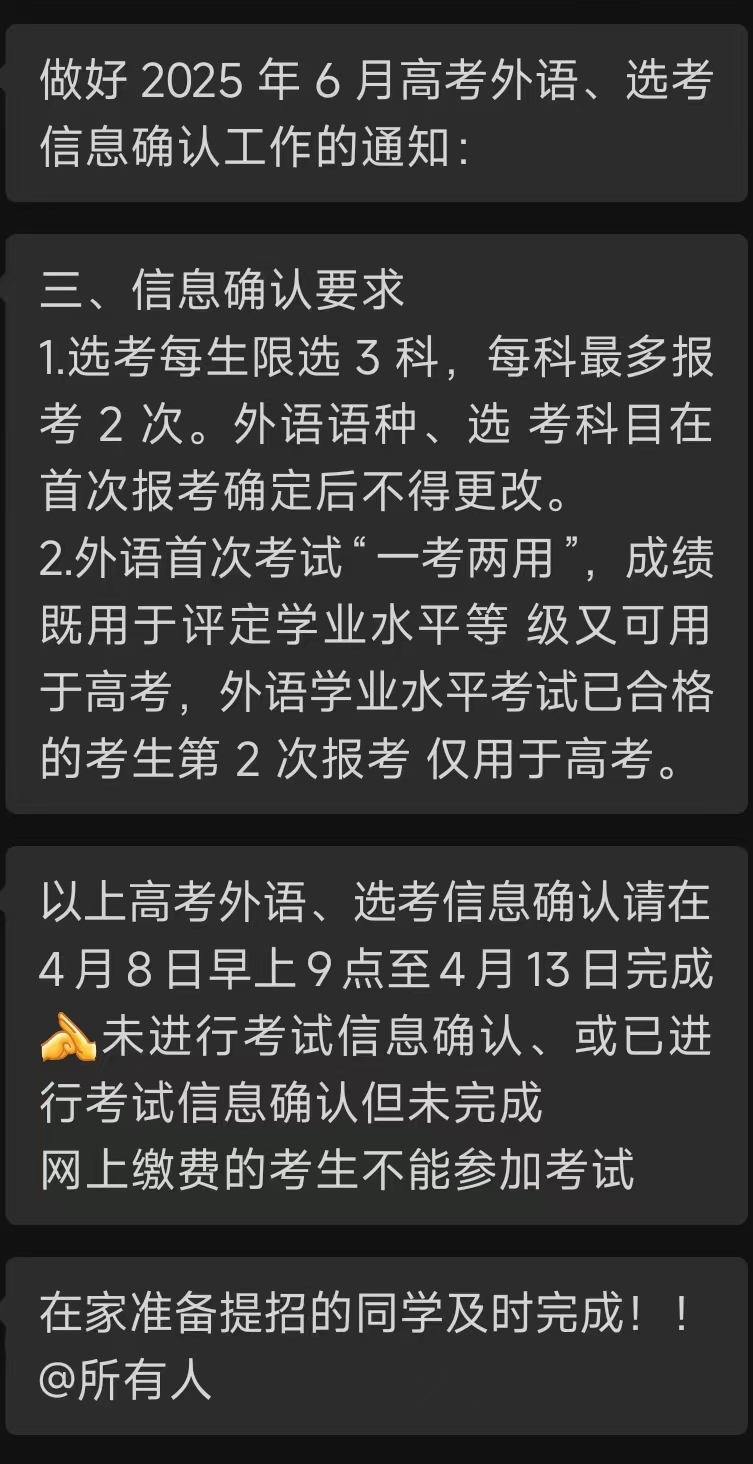 做好 2025 年 6 月高考外语、选考
信息确认工作的通知：
三、信息确认要求
1.选考每生限选 3 科，每科最多报
考 2 次。外语语种、选 考科目在
首次报考确定后不得更改。
2.外语首次考试“一考两用”，成绩
既用于评定学业水平等 级又可用
于高考，外语学业水平考试已合格
的考生第 2 次报考 仅用于高考。
以上高考外语、选考信息确认请在
4月8日早上9点至4月13日完成
🫴未进行考试信息确认、或已进
行考试信息确认但未完成
网上缴费的考生不能参加考试
在家准备提招的同学及时完成！！
@所有人